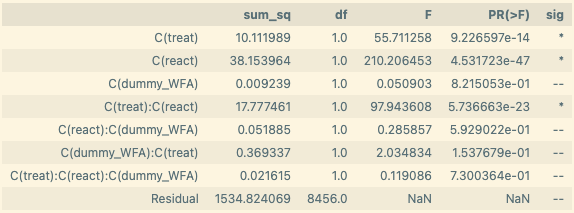 sum_sq df F PR(>F) sig
C(treat) 10.111989 1.0 55.711258 9.226597e-14 *
C(react) 38.153964 1.0 210.206453 4.531723e-47 *
C(dummy_WFA) 0.009239 1.0 0.050903 8.215053e-01 --
C(treat):C(react) 17.777461 1.0 97.943608 5.736663e-23 *
C(react):C(dummy_WFA) 0.051885 1.0 0.285857 5.929022e-01 --
C(dummy_WFA):C(treat) 0.369337 1.0 2.034834 1.537679e-01 --
C(treat):C(react):C(dummy_WFA) 0.021615 1.0 0.119086 7.300364e-01 --
Residual 1534.824069 8456.0 NaN NaN --